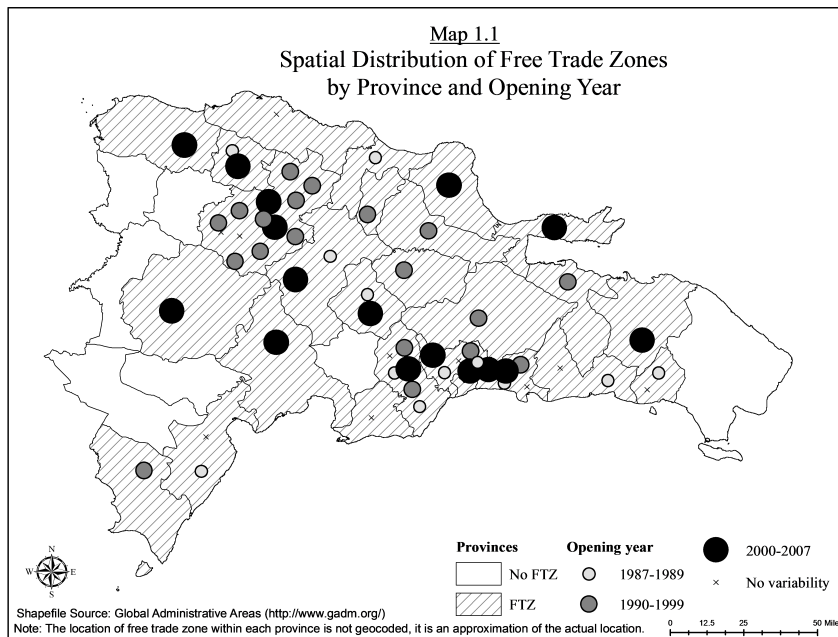 Map 1.1
Spatial Distribution of Free Trade Zones
by Province and Opening Year
N
W
E
S
Provinces
No FTZ
FTZ
Opening year
1987-1989
1990-1999
2000-2007
No variability
Shapefile Source: Global Administrative Areas (http://www.gadm.org/)
Note: The location of free trade zone within each province is not geocoded, it is an approximation of the actual location.
0 12.5 25 50 Mi